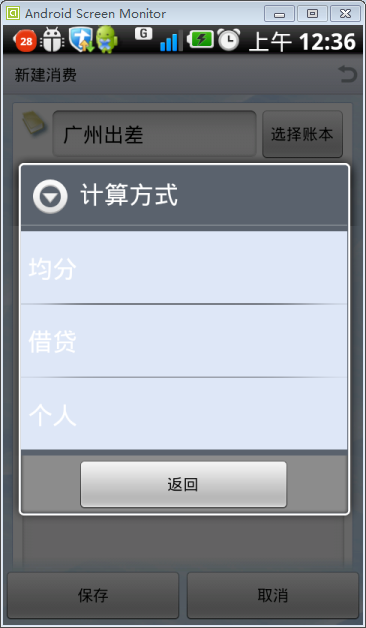 Android Screen Monitor
28
G
上午 12:36
新建消费
广州出差
选择账本
计算方式
均分
借贷
个人
返回
保存
取消